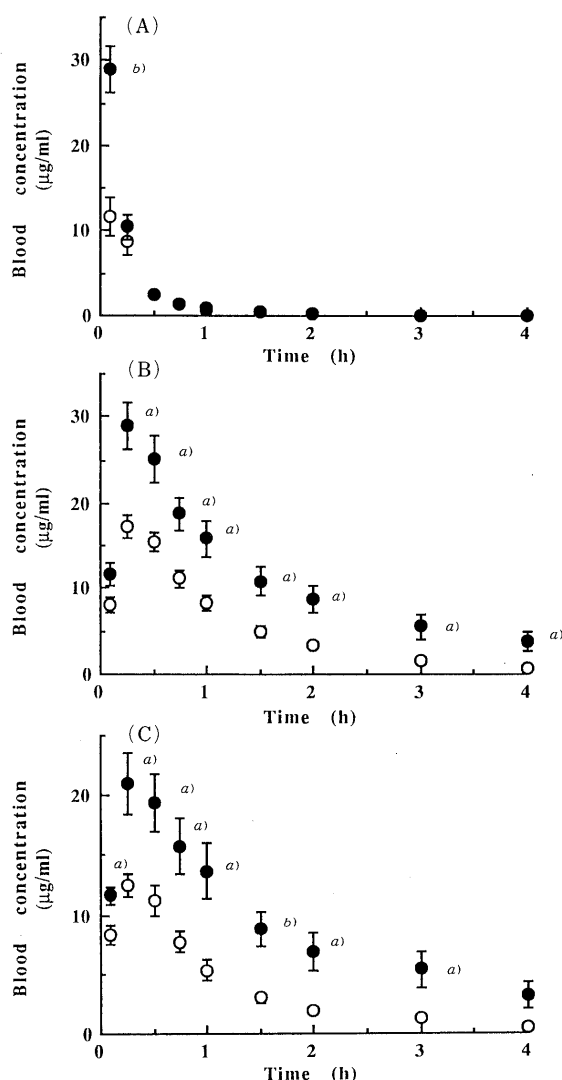 (A)
30
20
10
0
b)
Blood concentration
(μg/ml)
0 1 2 3 4
Time (h)
(B)
30
20
10
0
a)
a)
a)
a)
a)
a)
a)
a)
Blood concentration
(μg/ml)
0 1 2 3 4
Time (h)
(C)
20
10
0
a)
a)
a)
a)
a)
b)
a)
a)
Blood concentration
(μg/ml)
0 1 2 3 4
Time (h)